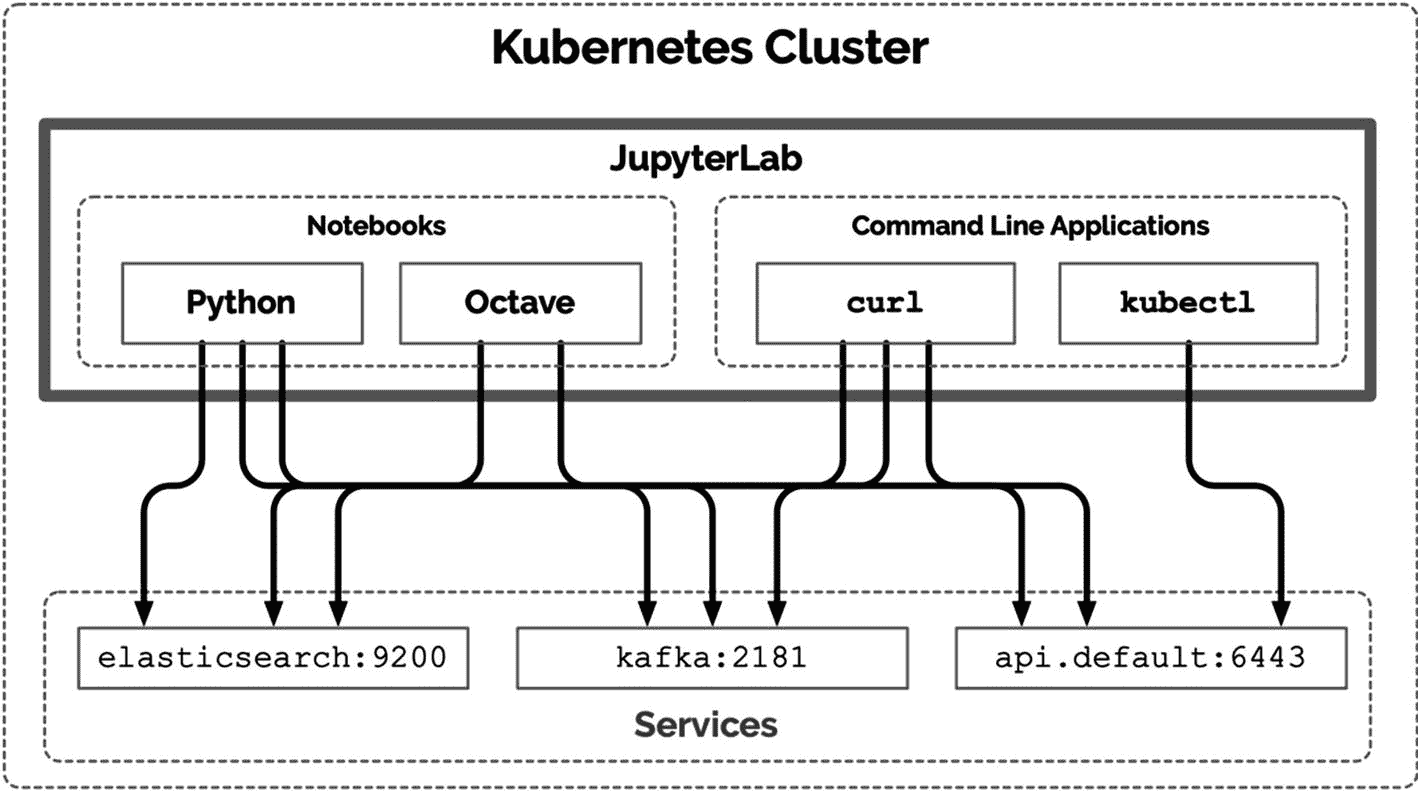 Kubernetes Cluster
JupyterLab
Notebooks
Command Line Applications
Python
Octave
curl
kubectl
elasticsearch:9200
kafka:2181
api.default:6443
Services